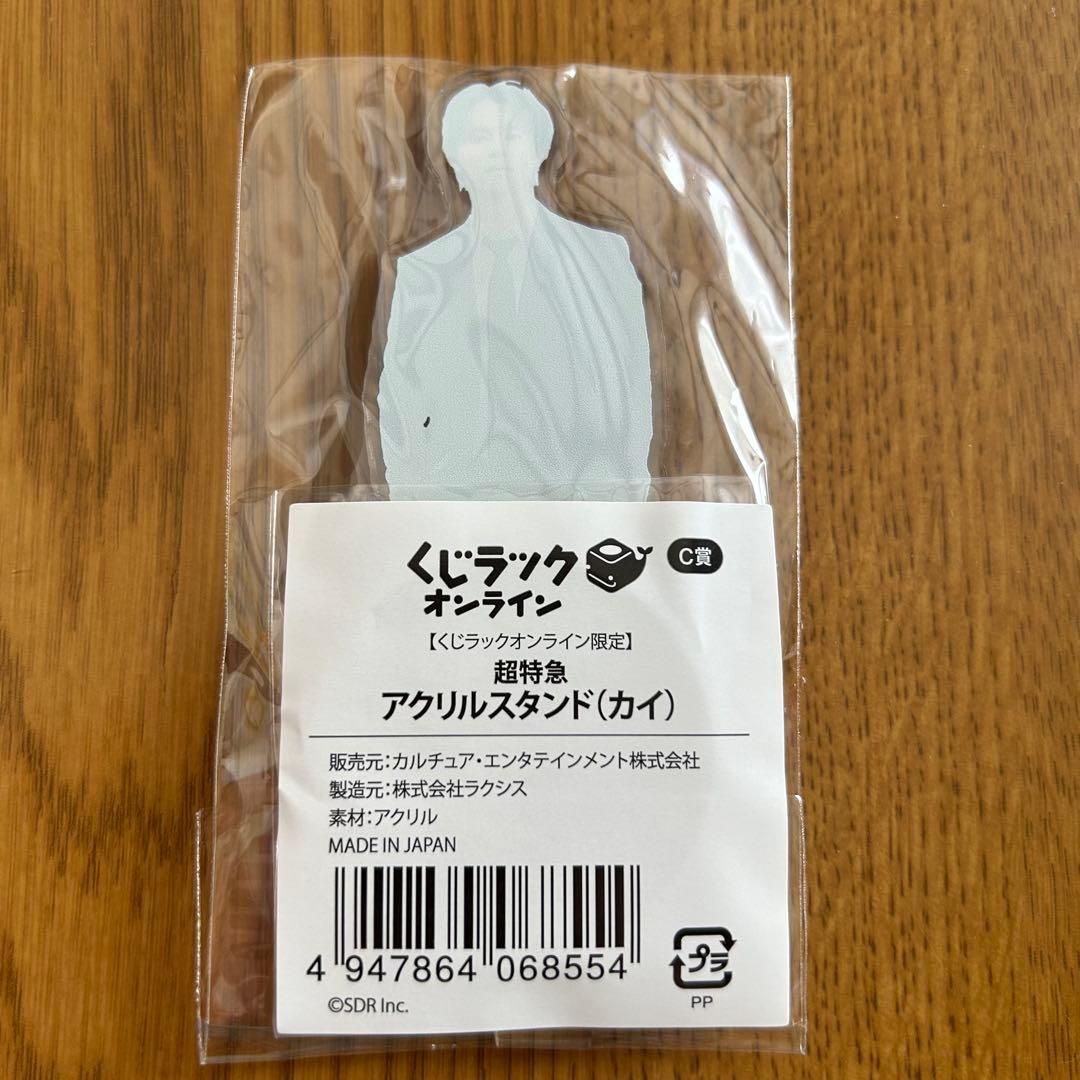 くじラック
オンライン
C賞
【くじラックオンライン限定】
超特急
アクリルスタンド（カイ）
販売元：カルチュア・エンタテインメント株式会社
製造元：株式会社ラクシス
素材：アクリル
MADE IN JAPAN
4 947864 068554
©SDR Inc.
プラ
PP